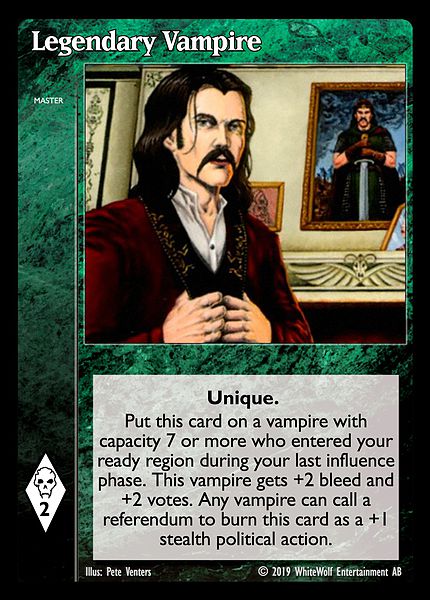 Legendary Vampire
MASTER
Unique.
Put this card on a vampire with
capacity 7 or more who entered your
ready region during your last influence
phase. This vampire gets +2 bleed and
+2 votes. Any vampire can call a
referendum to burn this card as a +1
stealth political action.
2
Illus: Pete Venters
© 2019 WhiteWolf Entertainment AB